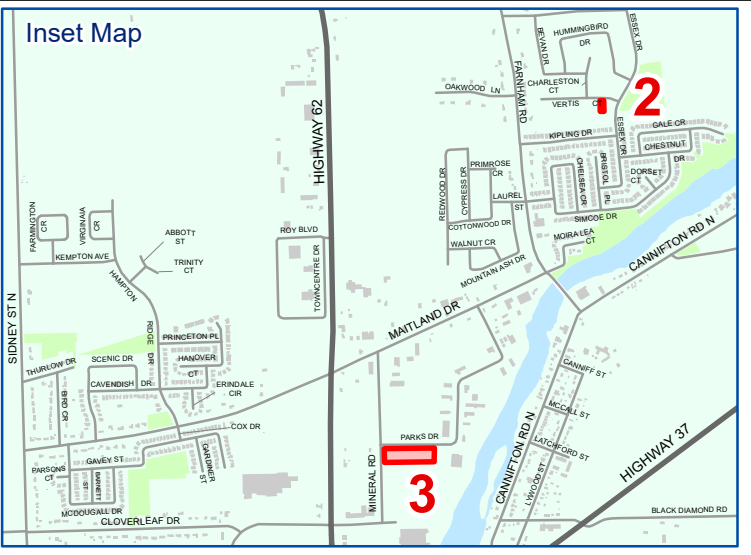 Inset Map
HIGHWAY 62
SIDNEY ST N
FARMINGTON
CR
VIRGINAIA
CR
ABBOTT
ST
TRINITY
CT
KEMPTON AVE
HAMPTON
RIDGE DR
ROY BLVD
TOWNCENTRE DR
PRINCETON PL
HANOVER
CT
ERINDALE
CIR
THURLOW DR
SCENIC DR
CAVENDISH DR
BIRD CR
COX DR
PARSONS
CT
GAVEY ST
BARNETT
ST
GARDINER
ST
MCDOUGALL DR
CLOVERLEAF DR
MAITLAND DR
MINERAL RD
PARKS DR
3
OAKWOOD LN
FARNHAM RD
BEVAN DR
HUMMINGBIRD
DR
ESSEX DR
CHARLESTON
CT
VERTIS CT
2
KIPLING DR
ESSEX DR
GALE CR
CHESTNUT
DR
DORSET
CT
BRISTOL
PL
CHELSEA CR
SIMCOE DR
MOIRA LEA
CT
REDWOOD DR
CYPRESS DR
PRIMROSE
CR
LAUREL
ST
COTTONWOOD DR
WALNUT CR
MOUNTAIN ASH DR
CANNIFTON RD N
CANNIFF ST
MCCALL ST
LATCHFORD ST
LYWOOD ST
CANNIFTON RD N
HIGHWAY 37
BLACK DIAMOND RD